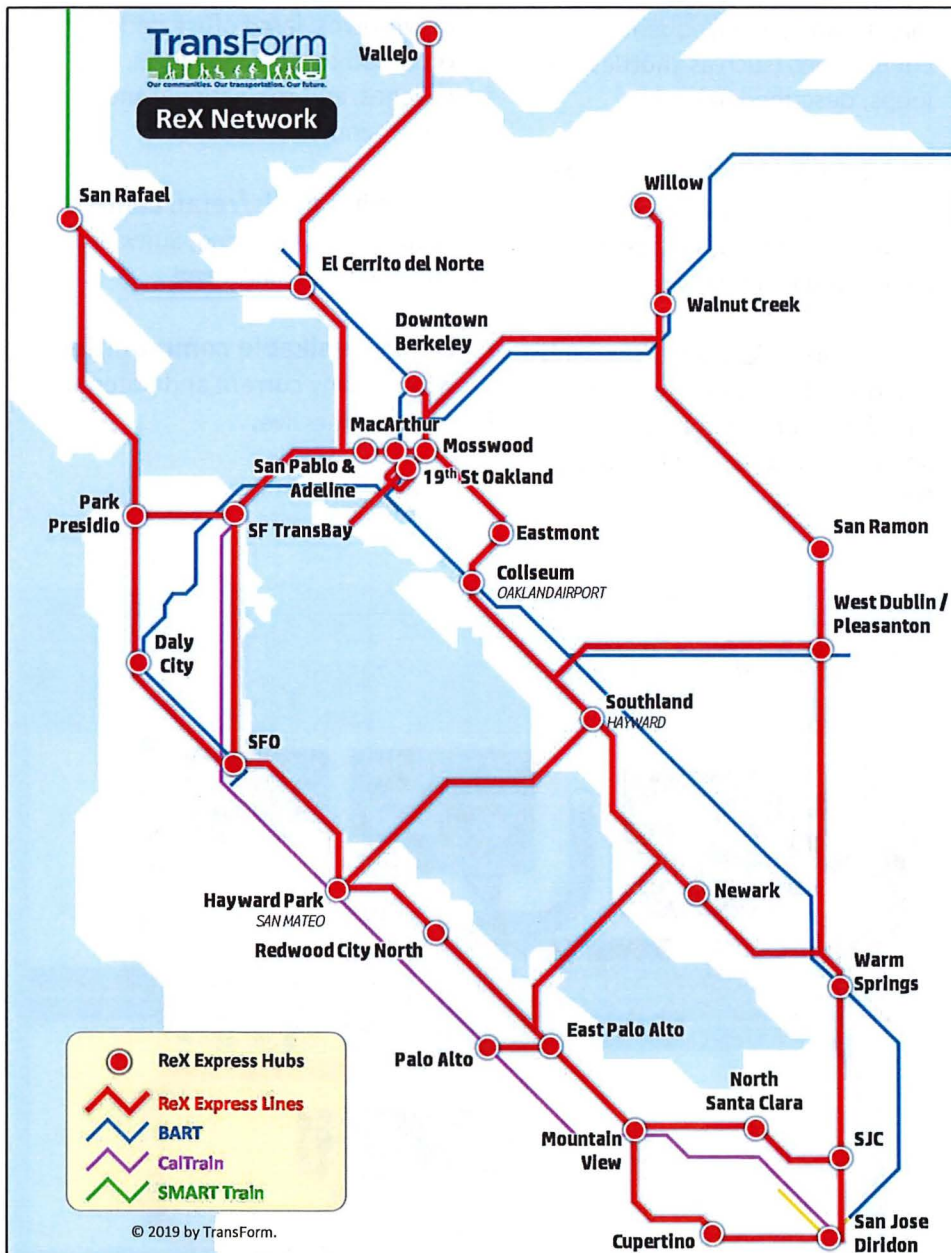 TransForm
Our communities. Our transportation. Our future.
ReX Network
Vallejo
San Rafael
Willow
El Cerrito del Norte
Walnut Creek
Downtown
Berkeley
MacArthur
Mosswood
San Pablo &
Adeline
19th St Oakland
Park
Presidio
SF TransBay
Eastmont
San Ramon
Coliseum
OAKLAND AIRPORT
West Dublin /
Pleasanton
Daly
City
Southland
HAYWARD
SFO
Hayward Park
SAN MATEO
Newark
Redwood City North
Warm
Springs
East Palo Alto
Palo Alto
North
Santa Clara
Mountain
View
SJC
Cupertino
San Jose
Diridon
ReX Express Hubs
ReX Express Lines
BART
CalTrain
SMART Train
© 2019 by TransForm.